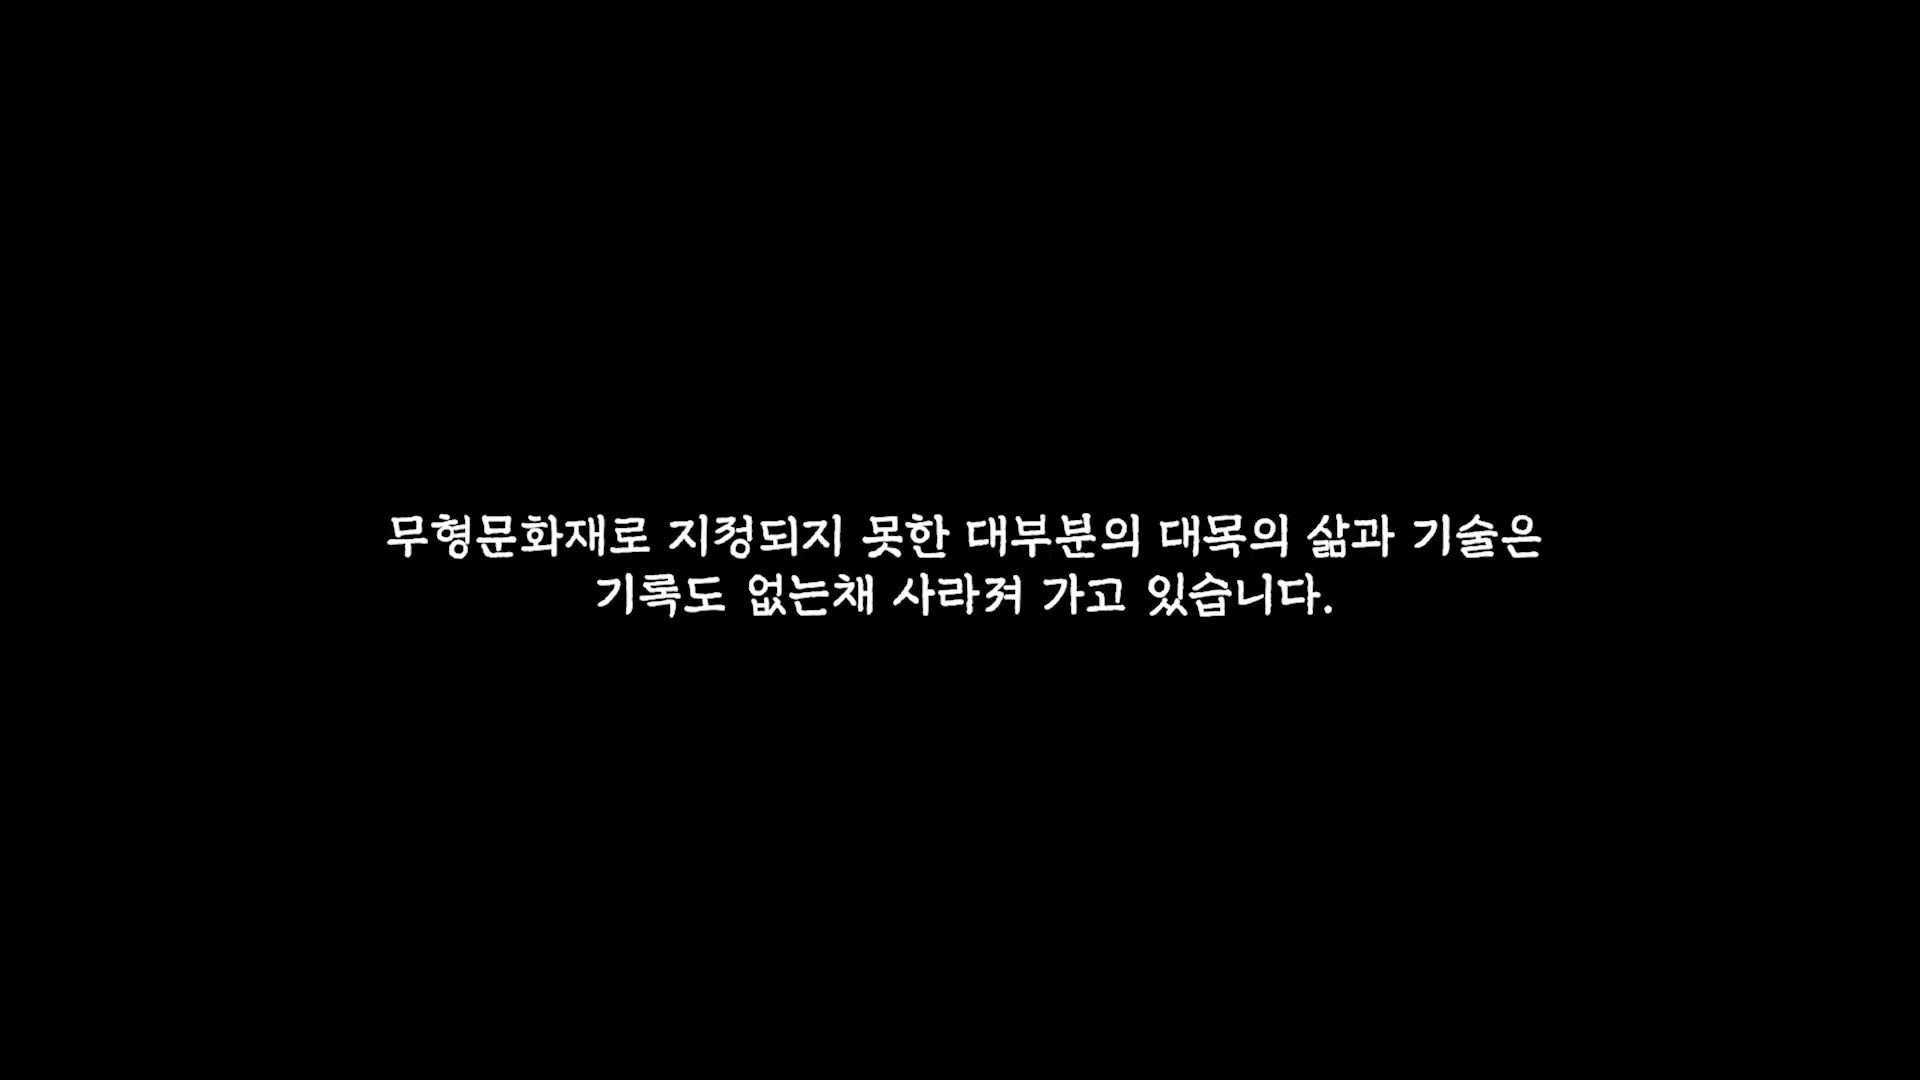 무형문화재로 지정되지 못한 대부분의 대목의 삶과 기술은
기록도 없는채 사라져 가고 있습니다.